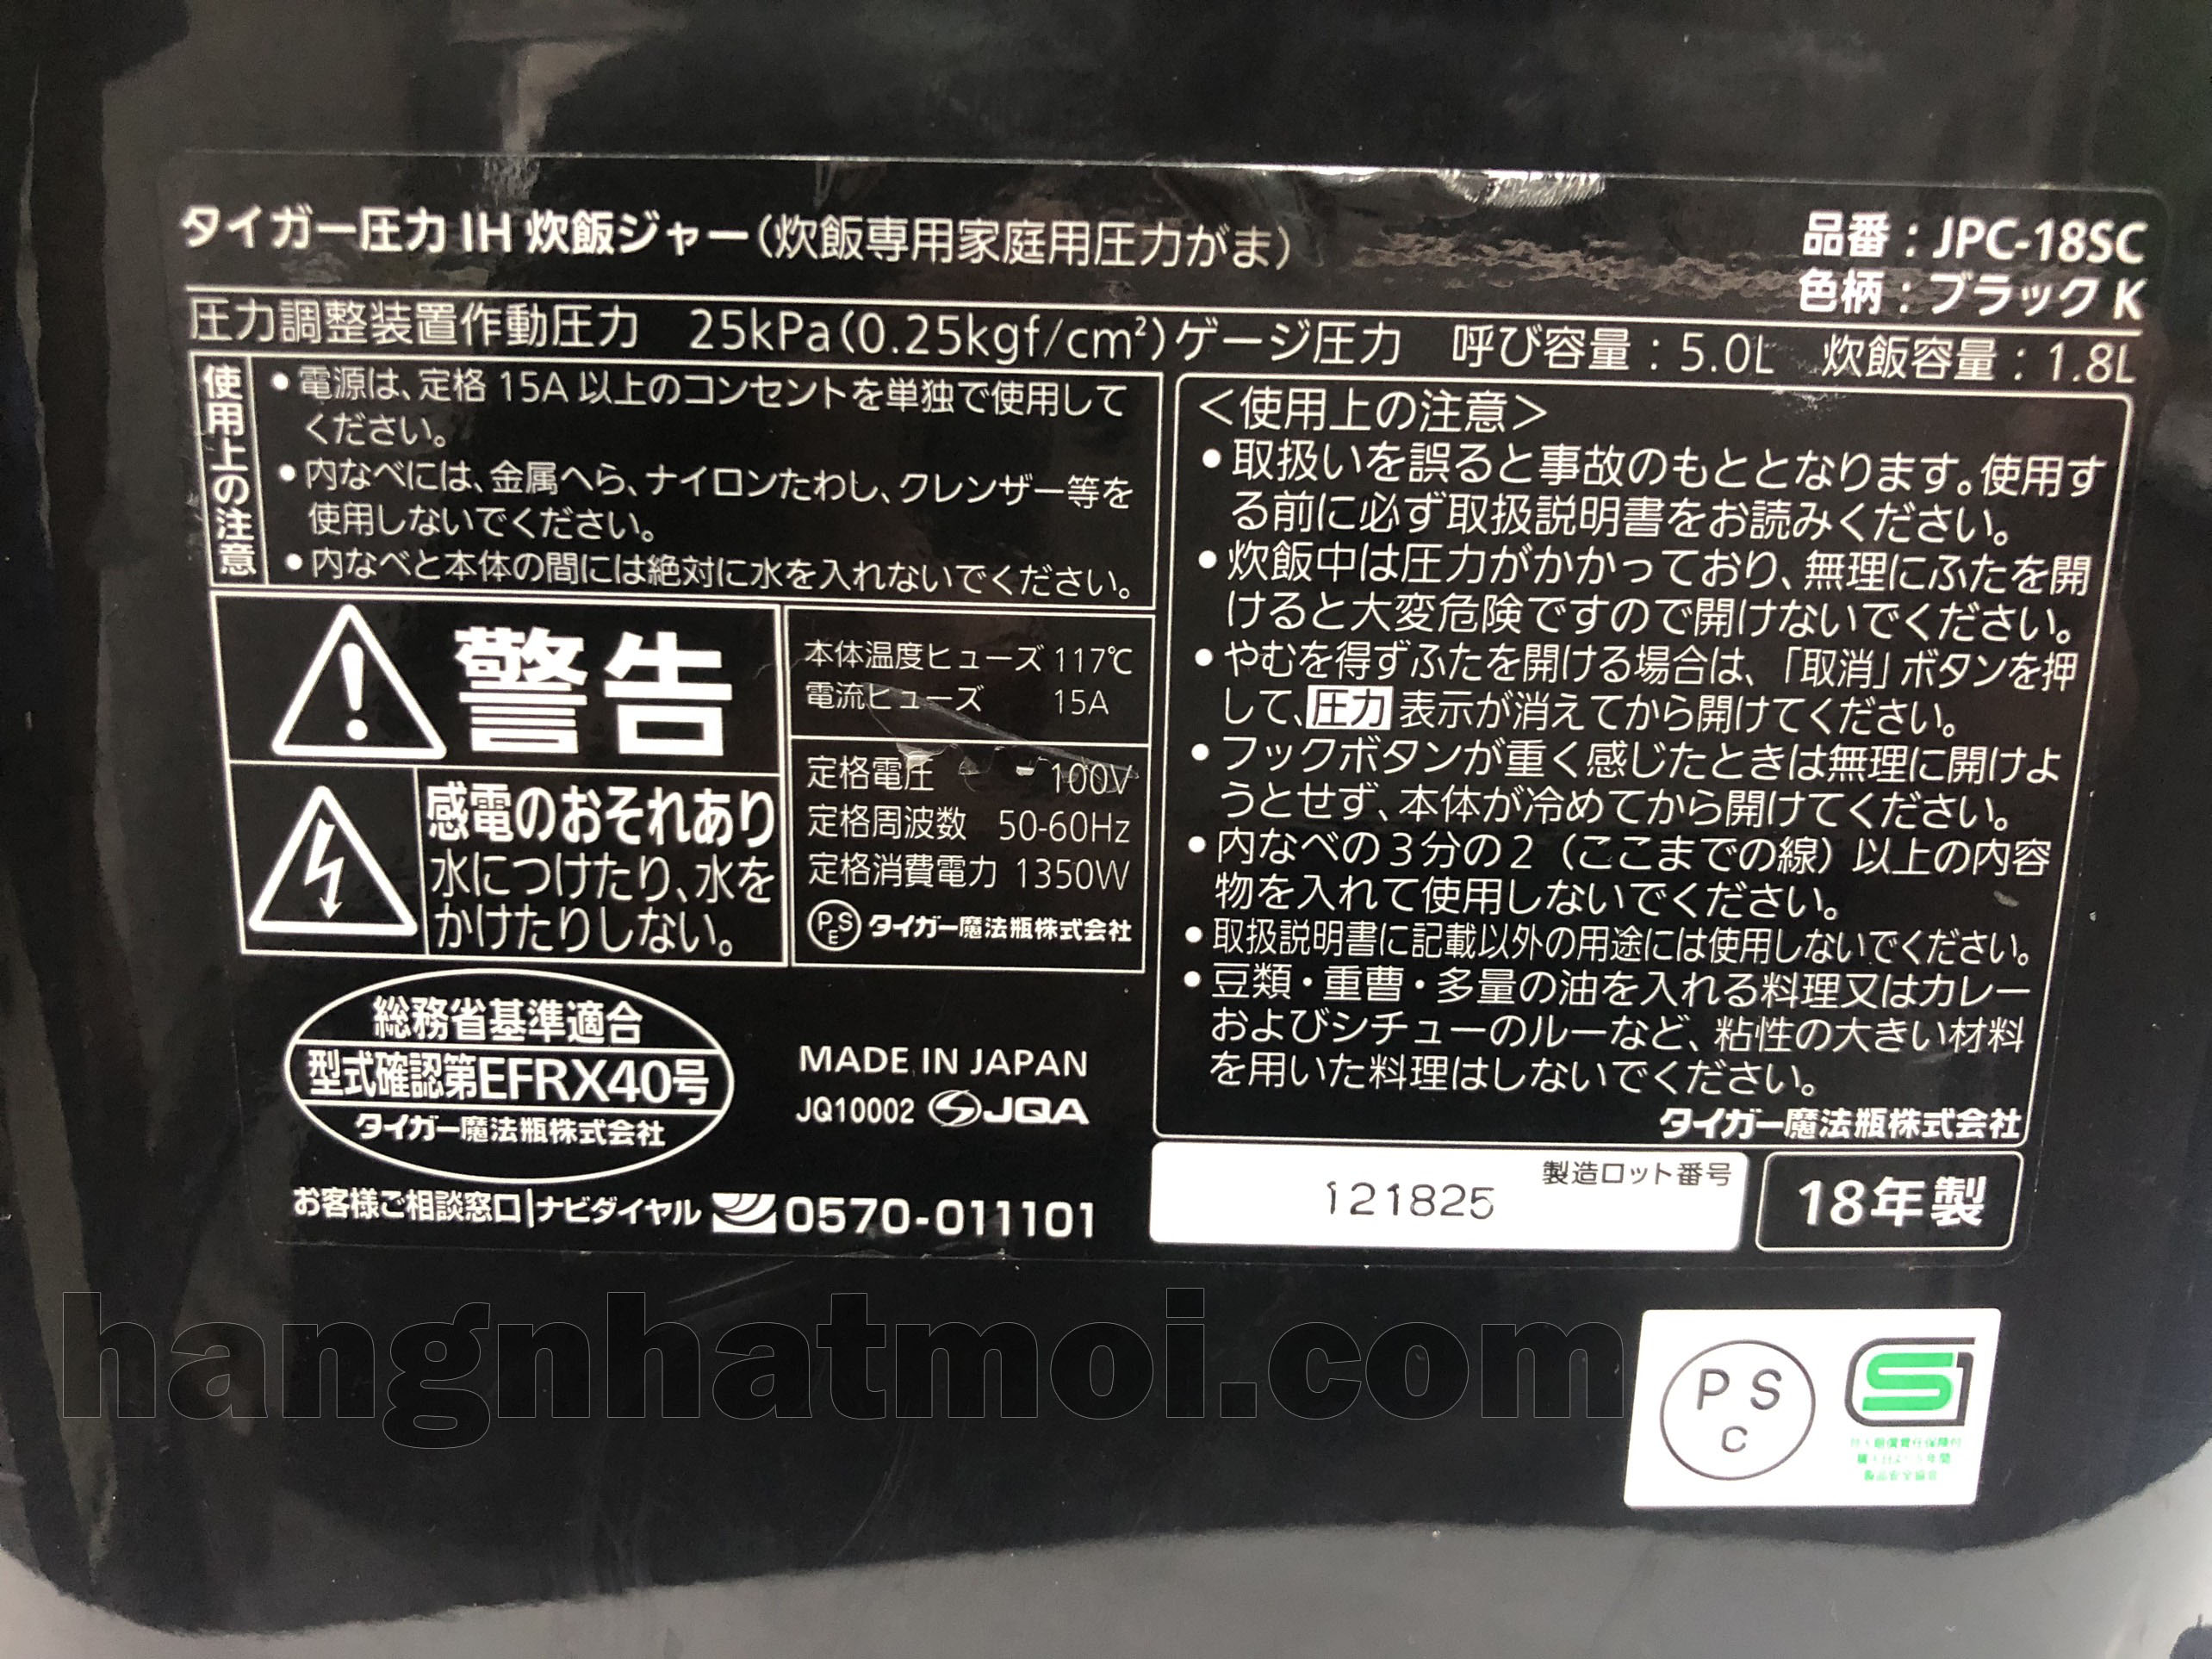 タイガー圧力IH炊飯ジャー(炊飯専用家庭用圧力がま)
品番：JPC-18SC
色柄：ブラックK
圧力調整装置作動圧力 25kPa(0.25kgf/cm²)ゲージ圧力 呼び容量：5.0L 炊飯容量：1.8L
使用上の注意
●電源は、定格15A以上のコンセントを単独で使用して
ください。
●内なべには、金属へら、ナイロンたわし、クレンザー等を
使用しないでください。
●内なべと本体の間には絶対に水を入れないでください。
警告
感電のおそれあり
水につけたり、水を
かけたりしない。
本体温度ヒューズ 117℃
電流ヒューズ 15A
定格電圧 100V
定格周波数 50-60Hz
定格消費電力 1350W
PSE タイガー魔法瓶株式会社
総務省基準適合
型式確認第EFRX40号
タイガー魔法瓶株式会社
MADE IN JAPAN
JQ10002 JQA
お客様ご相談窓口|ナビダイヤル 0570-011101
＜使用上の注意＞
●取扱いを誤ると事故のもととなります。使用す
る前に必ず取扱説明書をお読みください。
●炊飯中は圧力がかかっており、無理にふたを開
けると大変危険ですので開けないでください。
●やむを得ずふたを開ける場合は、「取消」ボタンを押
して、圧力表示が消えてから開けてください。
●フックボタンが重く感じたときは無理に開けよ
うとせず、本体が冷めてから開けてください。
●内なべの3分の2（ここまでの線）以上の内容
物を入れて使用しないでください。
●取扱説明書に記載以外の用途には使用しないでください。
●豆類・重曹・多量の油を入れる料理又はカレー
およびシチューのルーなど、粘性の大きい材料
を用いた料理はしないでください。
タイガー魔法瓶株式会社
製造ロット番号
121825
18年製
hangnhatmoi.com
PSC